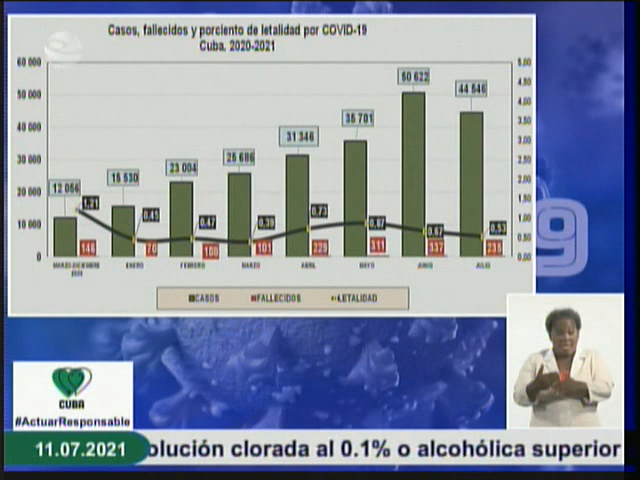 Casos, fallecidos y porciento de letalidad por COVID-19
Cuba, 2020-2021
60 000
50 000
40 000
30 000
20 000
10 000
0
5,00
4,50
4,00
3,50
3,00
2,50
2,00
1,50
1,00
0,50
0,00
12 056
15 530
23 004
25 686
31 346
35 701
50 622
44 546
1,21
0,45
0,47
0,39
0,73
0,87
0,67
0,53
146
70
108
101
229
311
337
235
MARZO-DICIEMBRE
2020
ENERO
FEBRERO
MARZO
ABRIL
MAYO
JUNIO
JULIO
CASOS
FALLECIDOS
LETALIDAD
9
CUBA
#ActuarResponsable
11.07.2021
olución clorada al 0.1% o alcohólica superior